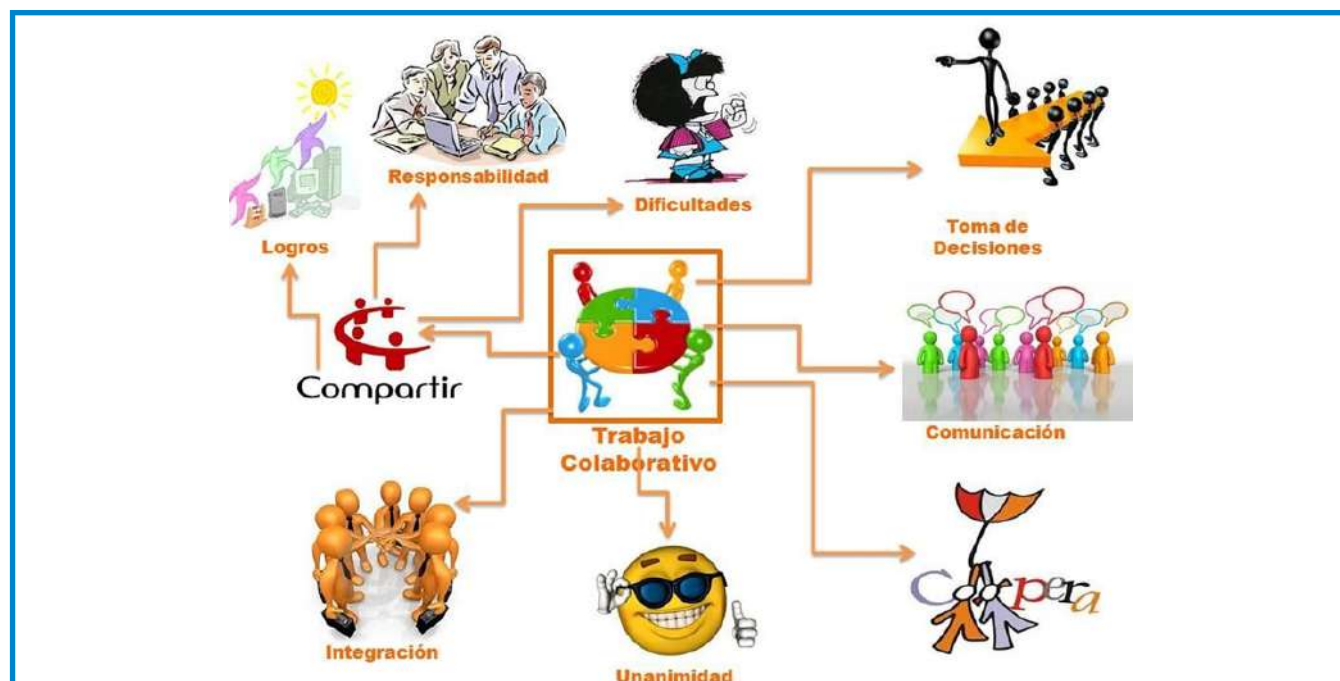 Responsabilidad
Dificultades
Logros
Toma de
Decisiones
Compartir
Comunicación
Trabajo
Colaborativo
Coopera
Integración
Unanimidad